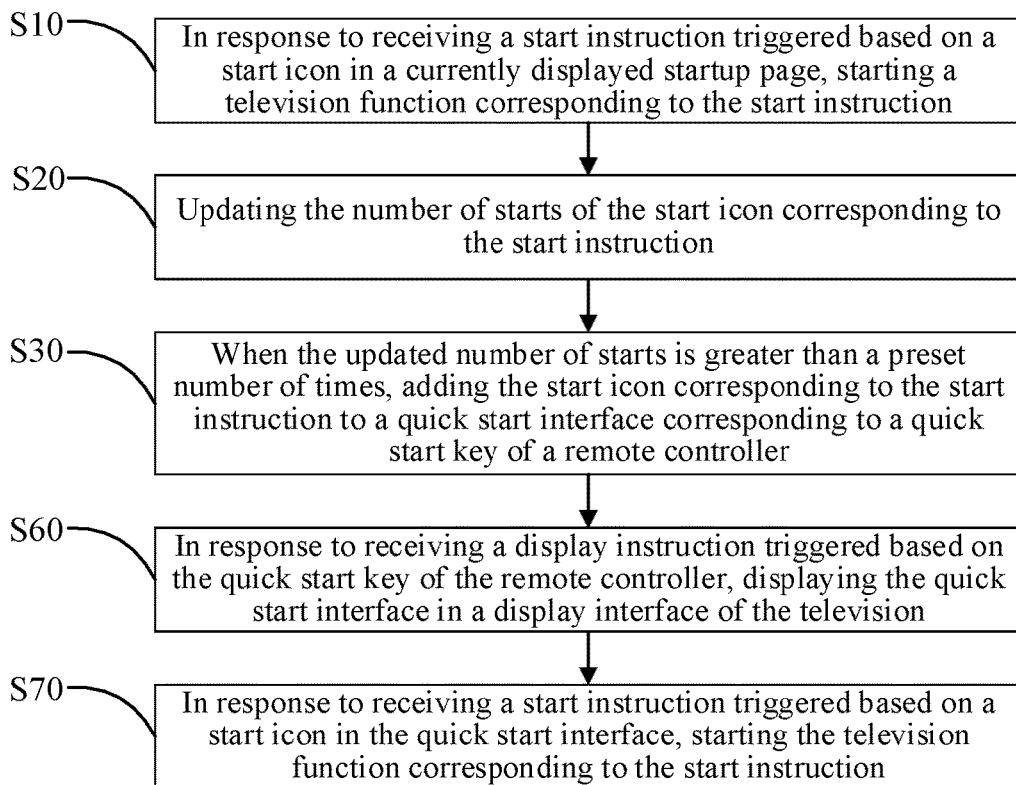 S10
In response to receiving a start instruction triggered based on a
start icon in a currently displayed startup page, starting a
television function corresponding to the start instruction
S20
Updating the number of starts of the start icon corresponding to
the start instruction
S30
When the updated number of starts is greater than a preset
number of times, adding the start icon corresponding to the start
instruction to a quick start interface corresponding to a quick
start key of a remote controller
S60
In response to receiving a display instruction triggered based on
the quick start key of the remote controller, displaying the quick
start interface in a display interface of the television
S70
In response to receiving a start instruction triggered based on a
start icon in the quick start interface, starting the television
function corresponding to the start instruction